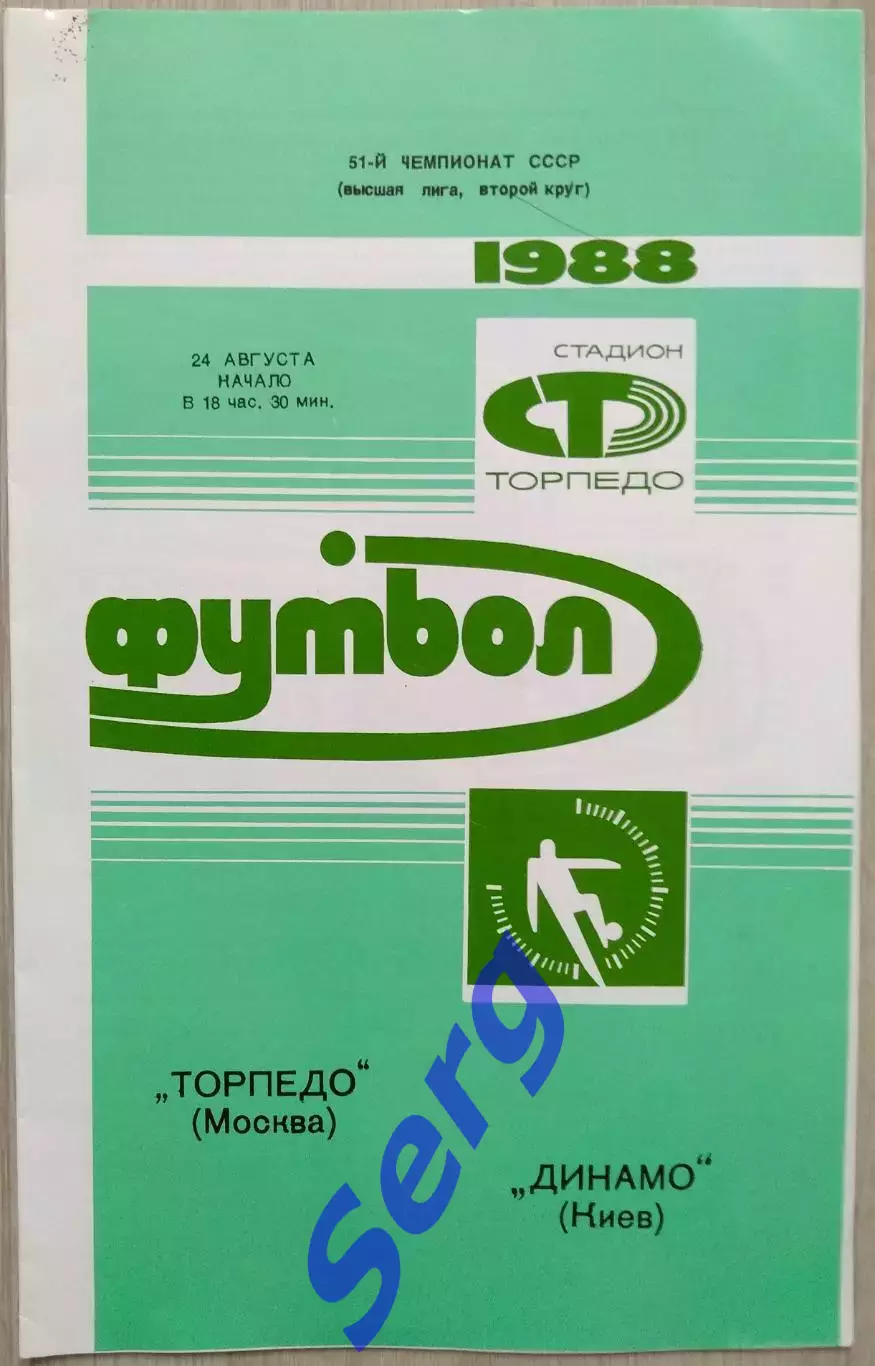 51-Й ЧЕМПИОНАТ СССР
(высшая лига, второй круг)
1988
24 АВГУСТА
НАЧАЛО
В 18 час. 30 мин.
СТАДИОН
ТОРПЕДО
футбол
„ТОРПЕДО“
(Москва)
„ДИНАМО“
(Киев)
Serg